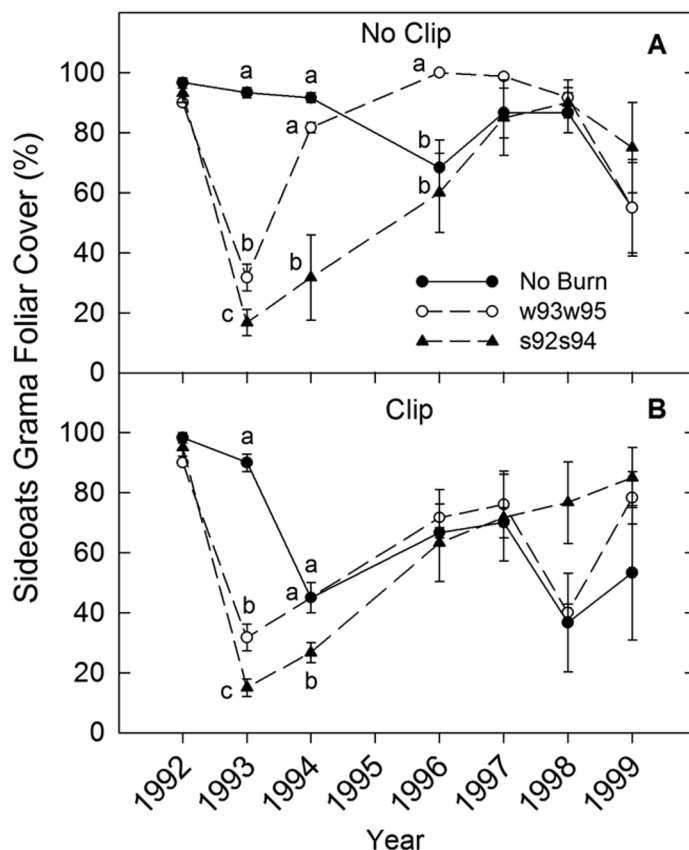 No Clip
A
100
80
60
40
20
0
a
a
a
a
b
b
b
b
c
No Burn
w93w95
s92s94
Sideoats Grama Foliar Cover (%)
Clip
B
100
80
60
40
20
0
a
a
a
b
b
c
1992
1993
1994
1995
1996
1997
1998
1999
Year